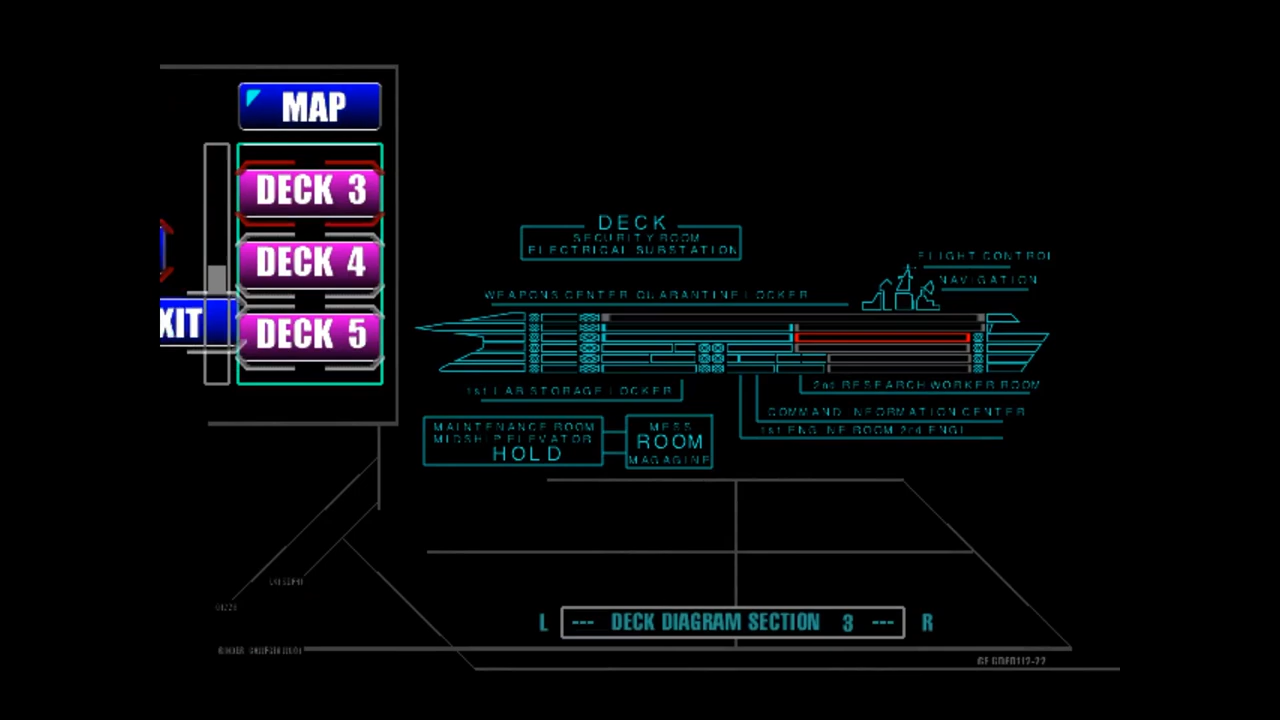 MAP
DECK 3
DECK 4
XIT
DECK 5
DECK
SECURITY ROOM
ELECTRICAL SUBSTATION
FLIGHT CONTROL
NAVIGATION
WEAPONS CENTER QUARANTINE LOCKER
1st LAB STORAGE LOCKER
2nd RESEARCH WORKER ROOM
COMMAND INFORMATION CENTER
1st ENGINE ROOM 2nd ENGI
MAINTENANCE ROOM
MIDSHIP ELEVATOR
HOLD
MESS
ROOM
MAGAGINE
L --- DECK DIAGRAM SECTION 3 --- R